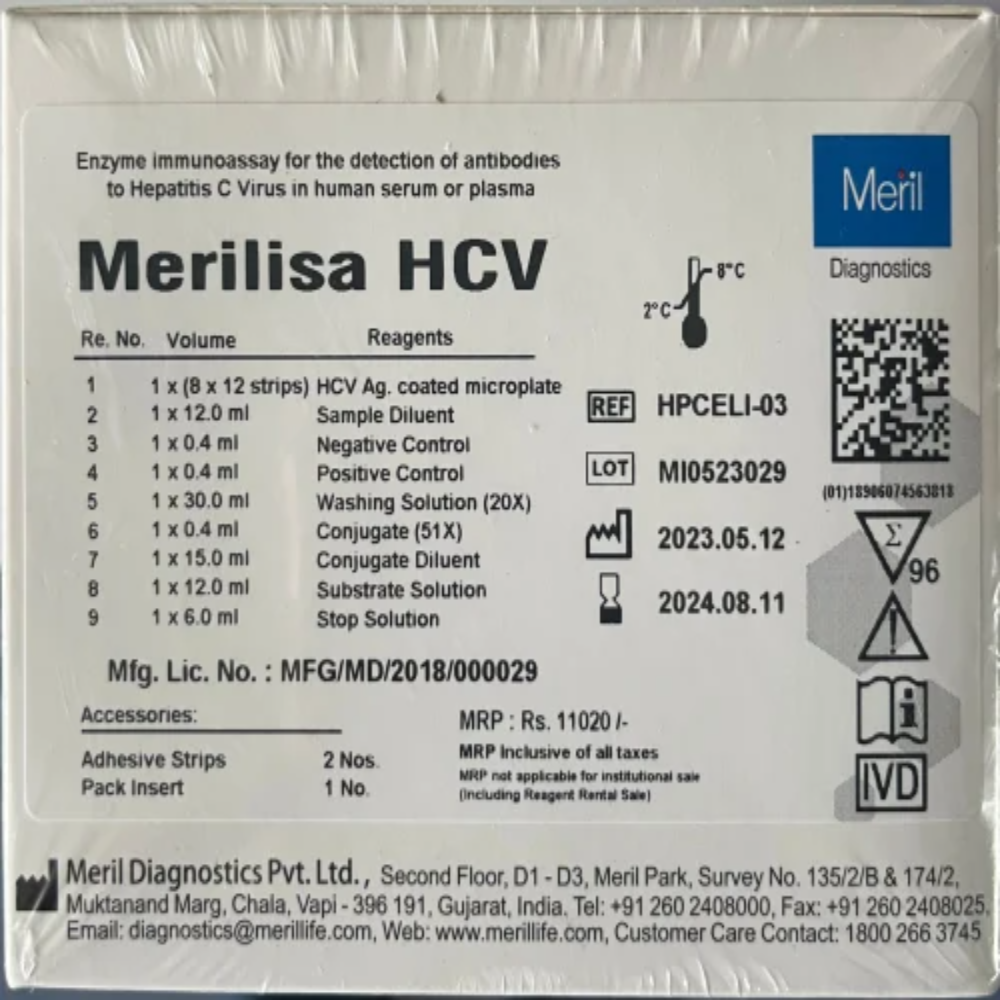 Enzyme immunoassay for the detection of antibodies
to Hepatitis C Virus in human serum or plasma
Meril
Diagnostics
Merilisa HCV
8°C
2°C
Re. No. Volume Reagents
1 1 x (8 x 12 strips) HCV Ag. coated microplate
2 1 x 12.0 ml Sample Diluent
3 1 x 0.4 ml Negative Control
4 1 x 0.4 ml Positive Control
5 1 x 30.0 ml Washing Solution (20X)
6 1 x 0.4 ml Conjugate (51X)
7 1 x 15.0 ml Conjugate Diluent
8 1 x 12.0 ml Substrate Solution
9 1 x 6.0 ml Stop Solution
REF HPCELI-03
LOT MI0523029
2023.05.12
2024.08.11
(01)18906074563818
Σ
96
Mfg. Lic. No. : MFG/MD/2018/000029
Accessories:
Adhesive Strips 2 Nos.
Pack Insert 1 No.
MRP : Rs. 11020 /-
MRP Inclusive of all taxes
MRP not applicable for institutional sale
(Including Reagent Rental Sale)
i
IVD
Meril Diagnostics Pvt. Ltd., Second Floor, D1 - D3, Meril Park, Survey No. 135/2/B & 174/2,
Muktanand Marg, Chala, Vapi - 396 191, Gujarat, India. Tel: +91 260 2408000, Fax: +91 260 2408025,
Email: diagnostics@merillife.com, Web: www.merillife.com, Customer Care Contact: 1800 266 3745